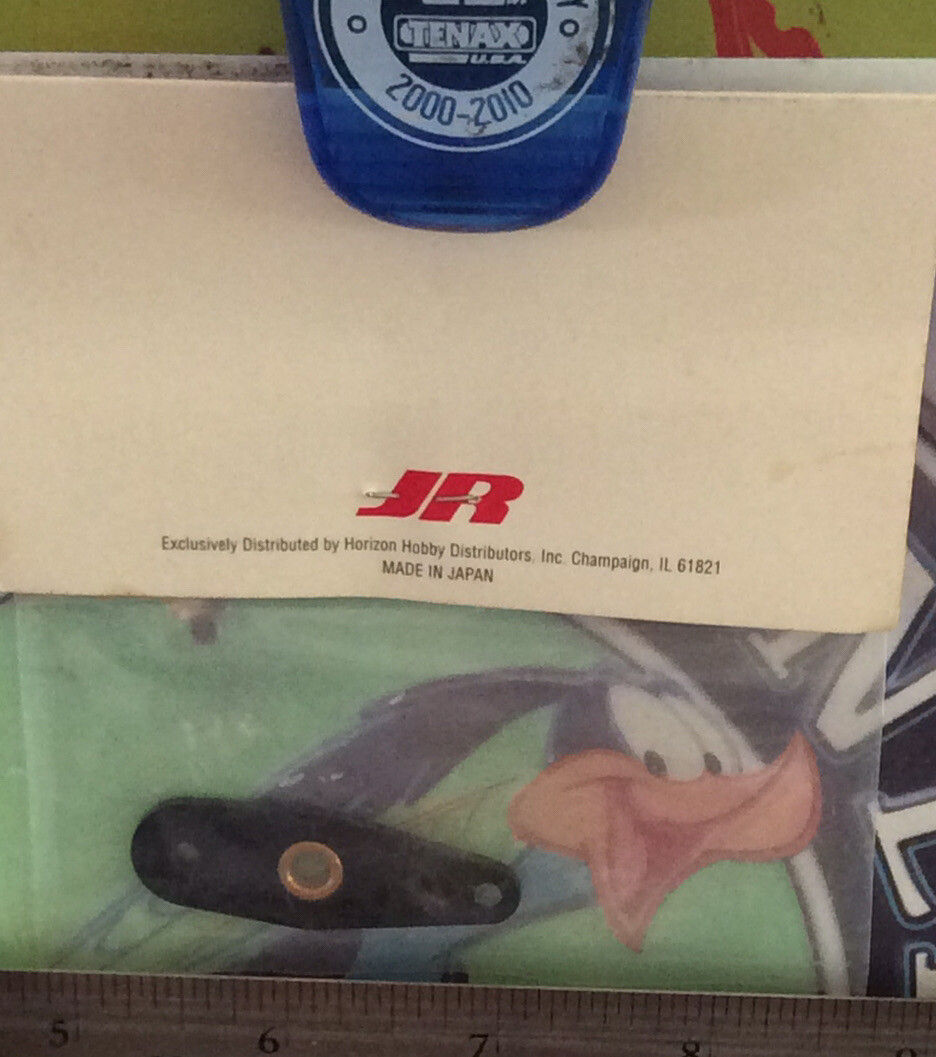 TENAX
U.S.A.
2000-2010
JR
Exclusively Distributed by Horizon Hobby Distributors, Inc. Champaign, IL 61821
MADE IN JAPAN
5 6 7 8